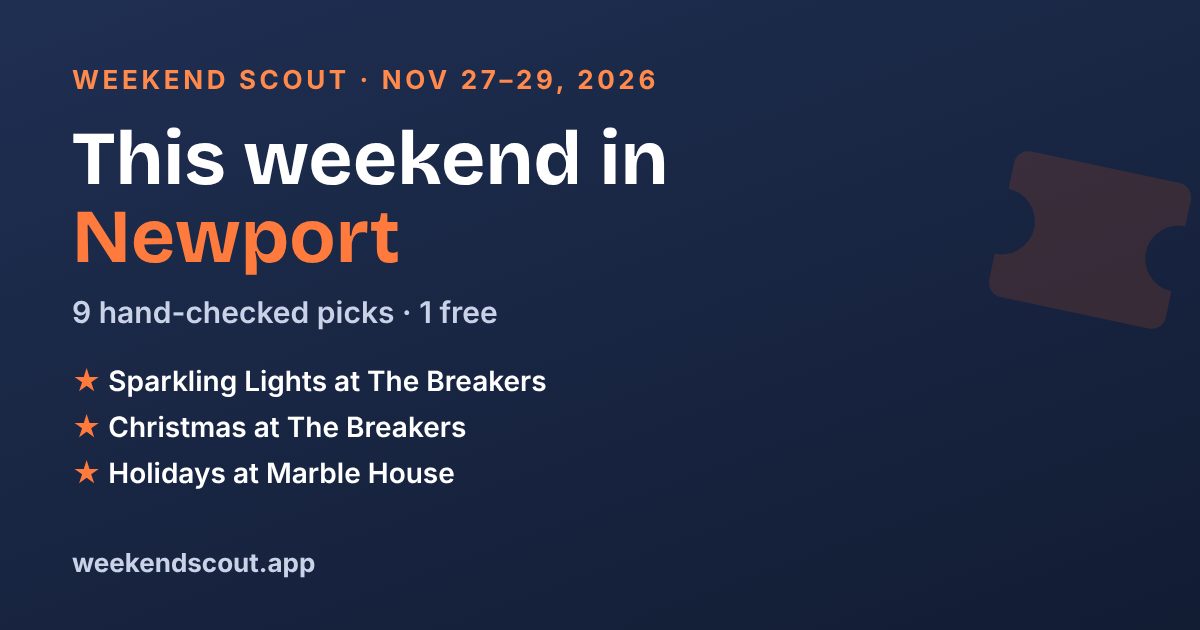 WEEKEND SCOUT · NOV 27–29, 2026
This weekend in
Newport
9 hand-checked picks · 1 free
★ Sparkling Lights at The Breakers
★ Christmas at The Breakers
★ Holidays at Marble House
weekendscout.app